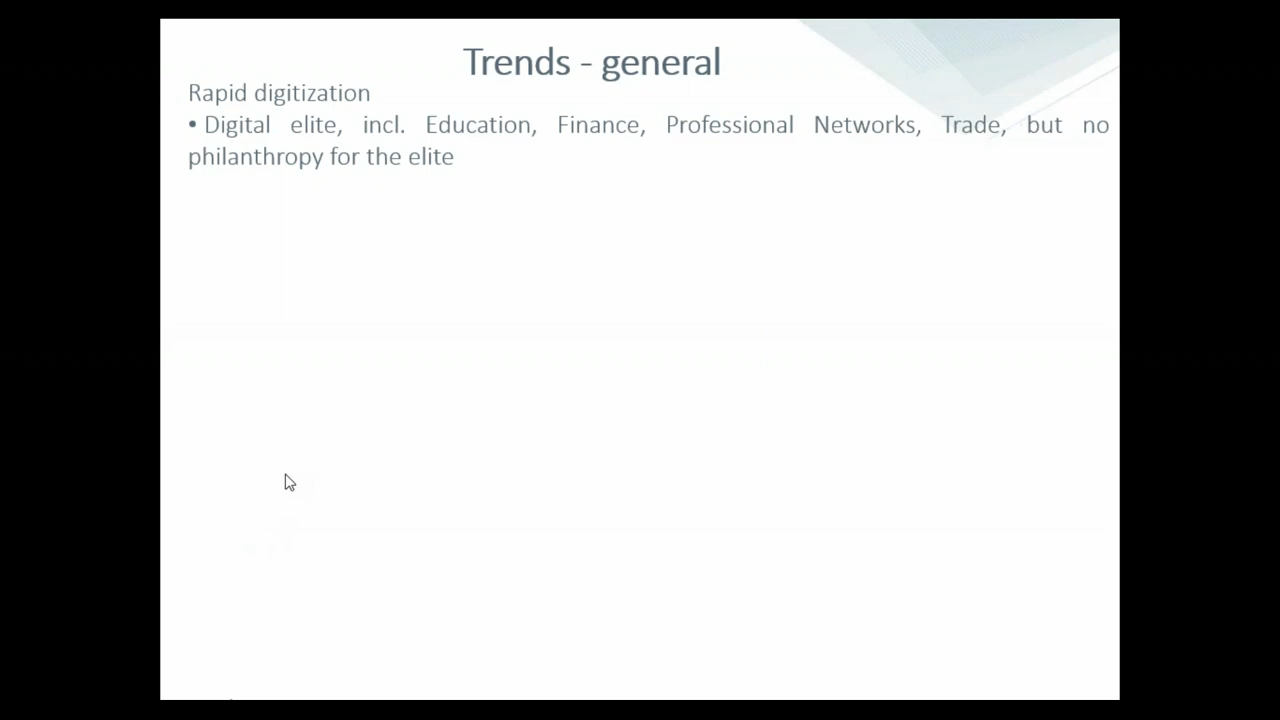 Trends - general
Rapid digitization
• Digital elite, incl. Education, Finance, Professional Networks, Trade, but no
philanthropy for the elite